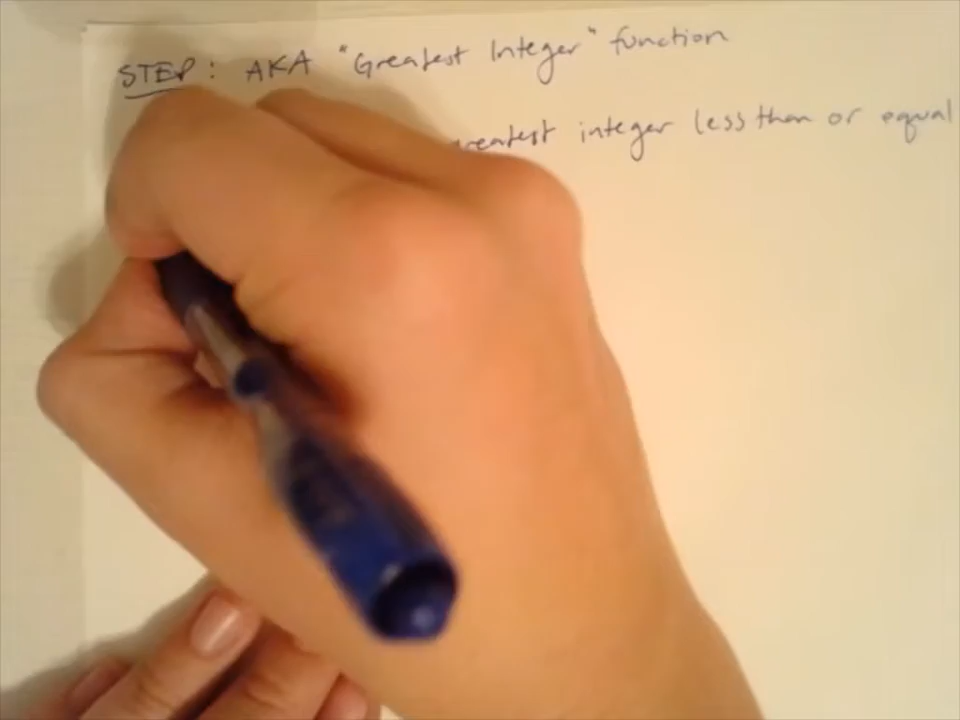 STEP: AKA "Greatest Integer" function
greatest integer less than or equal